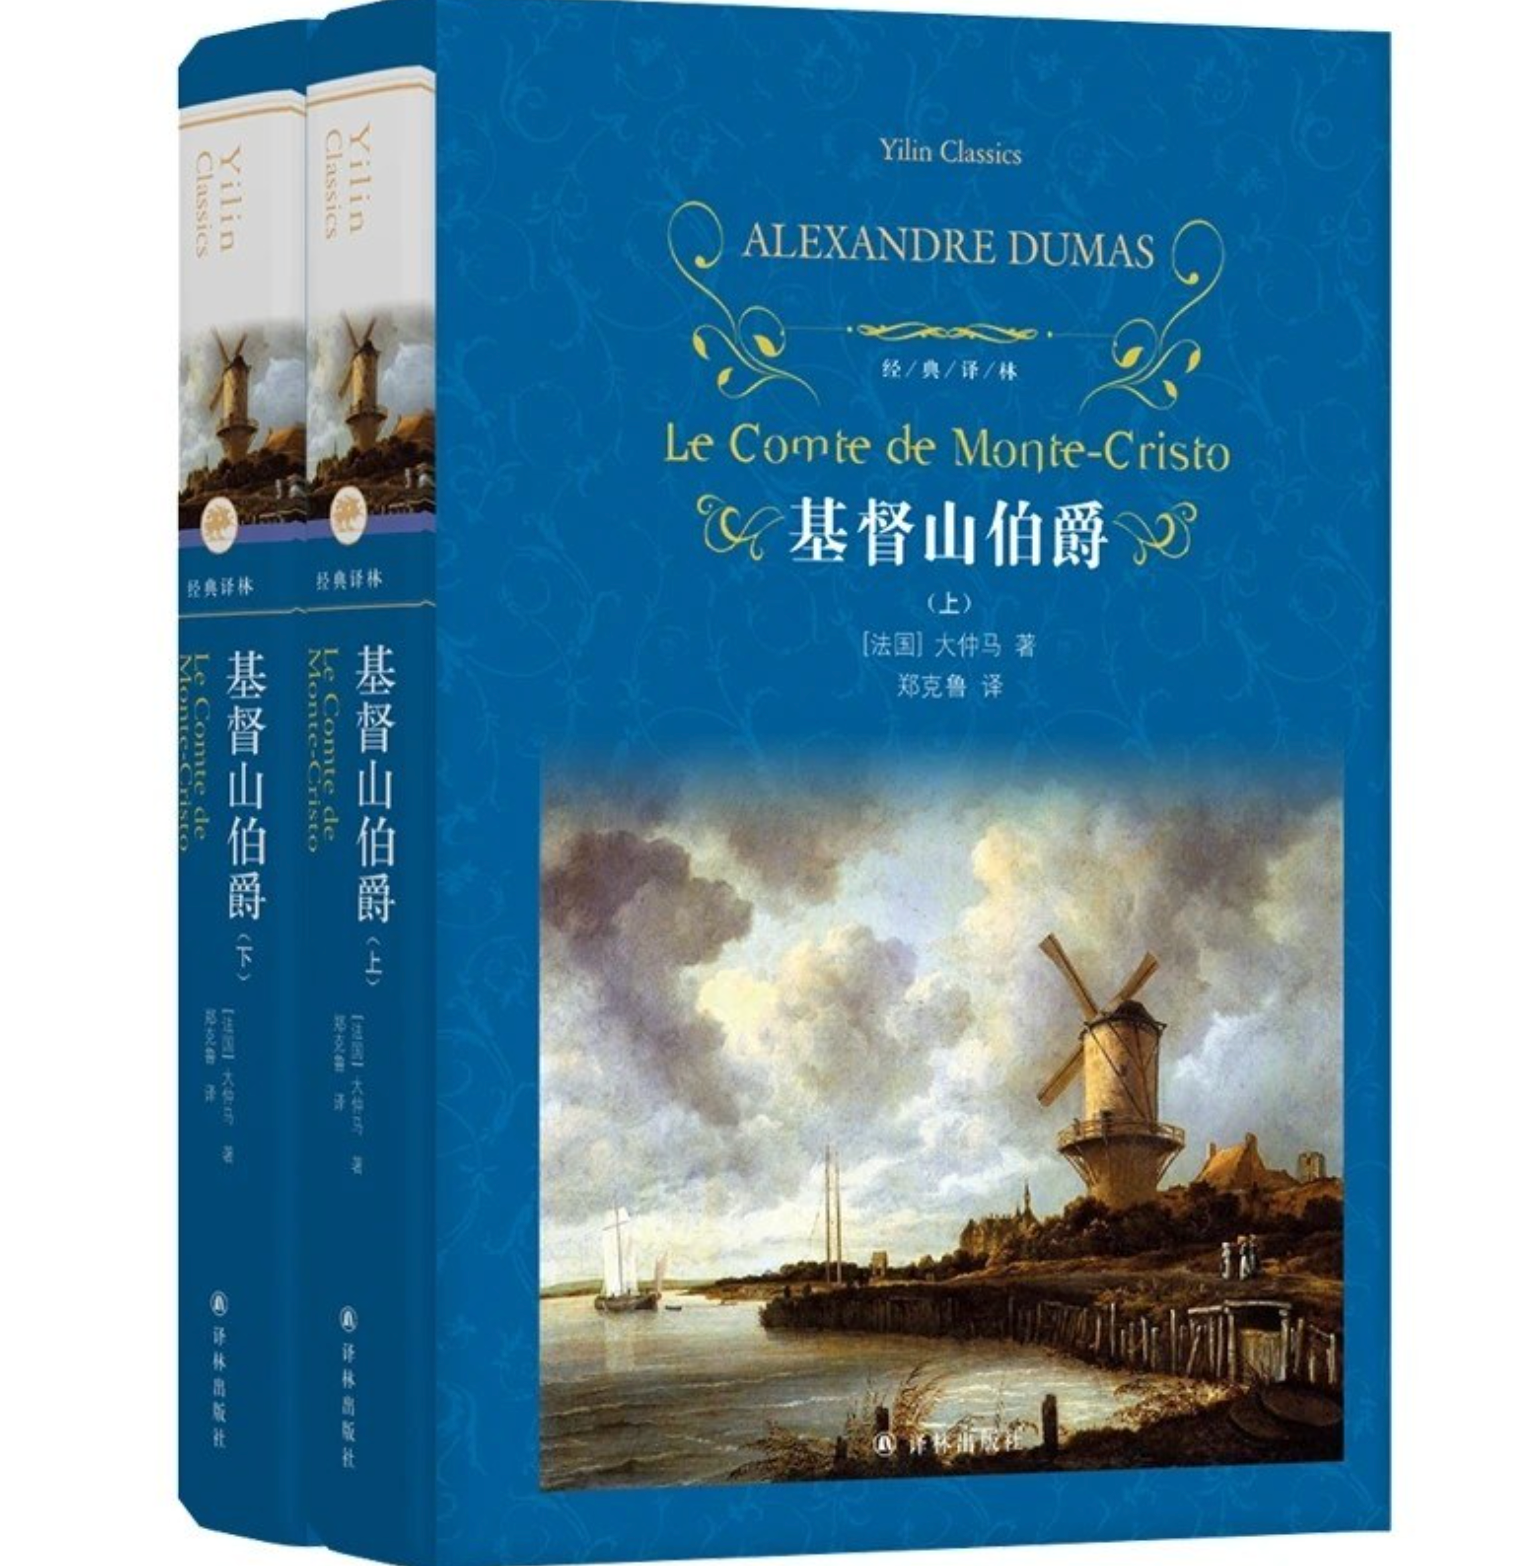 Yilin Classics
ALEXANDRE DUMAS
经/典/译/林
Le Comte de Monte-Cristo
基督山伯爵
（上）
[法国] 大仲马 著
郑克鲁 译
译林出版社
Yilin
Classics
经典译林
基督山伯爵（上）
Le Comte de
Monte-Cristo
[法国] 大仲马 著
郑克鲁 译
译林出版社
Yilin
Classics
经典译林
基督山伯爵（下）
Le Comte de
Monte-Cristo
[法国] 大仲马 著
郑克鲁 译
译林出版社